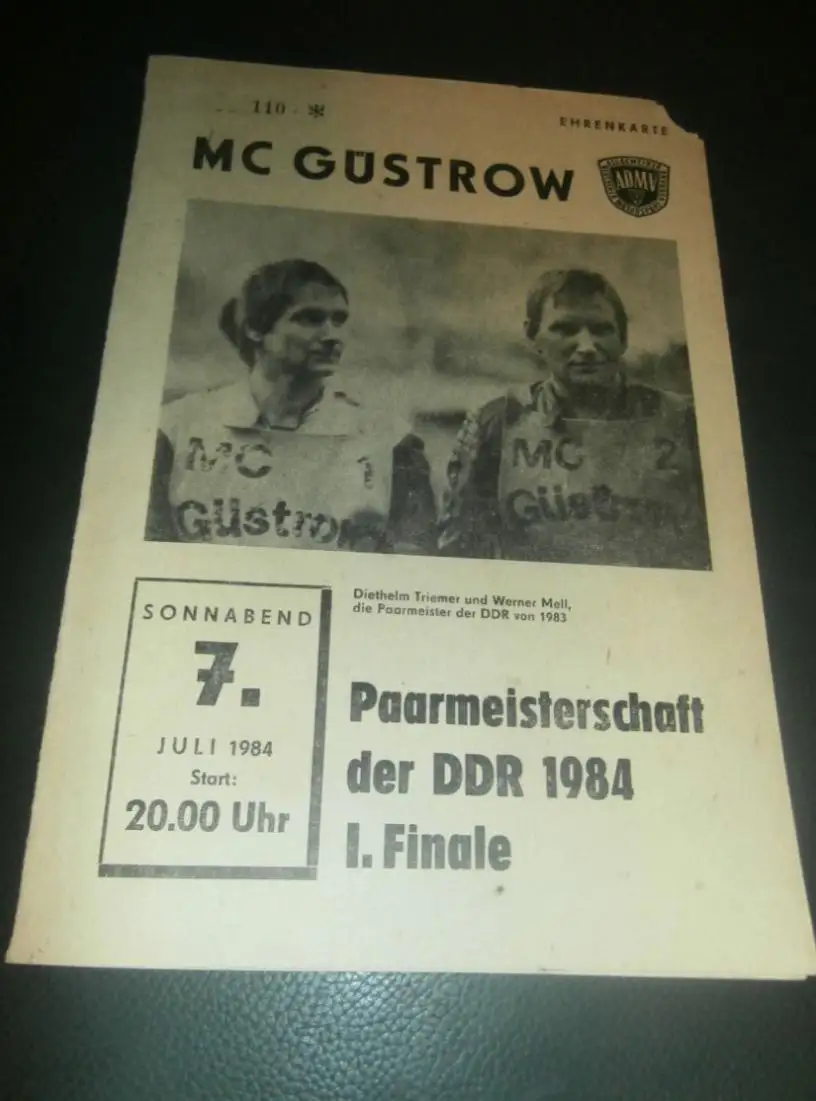 110 · ✻
EHRENKARTE
MC GÜSTROW
ADMV
MC 1
Güstrow
MC 2
Güstrow
Diethelm Triemer und Werner Mell,
die Paarmeister der DDR von 1983
SONNABEND
7.
JULI 1984
Start:
20.00 Uhr
Paarmeisterschaft
der DDR 1984
I. Finale